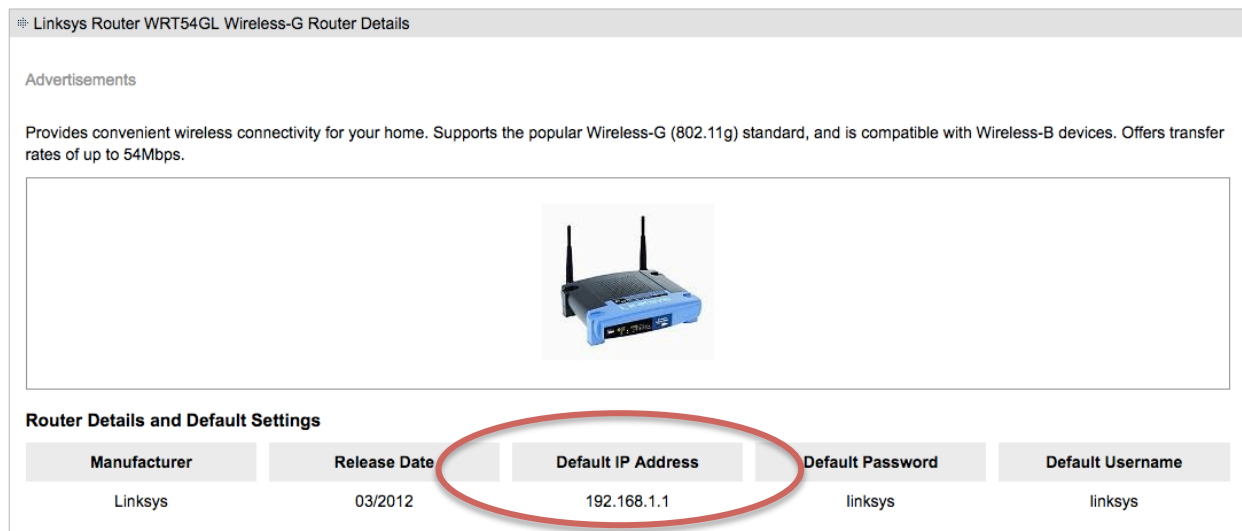 Linksys Router WRT54GL Wireless-G Router Details
Advertisements
Provides convenient wireless connectivity for your home. Supports the popular Wireless-G (802.11g) standard, and is compatible with Wireless-B devices. Offers transfer
rates of up to 54Mbps.
Router Details and Default Settings
Manufacturer Release Date Default IP Address Default Password Default Username
Linksys 03/2012 192.168.1.1 linksys linksys